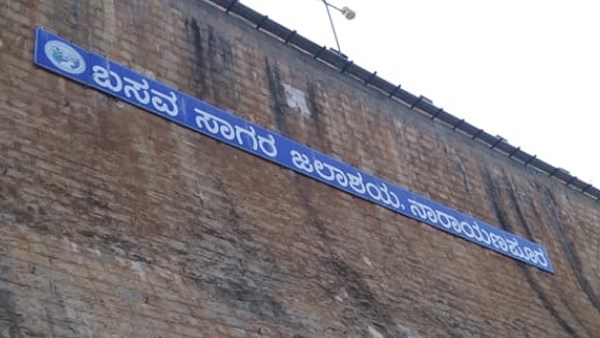 ಬಸವ ಸಾಗರ ಜಲಾಶಯ, ನಾರಾಯಣಪೂರ